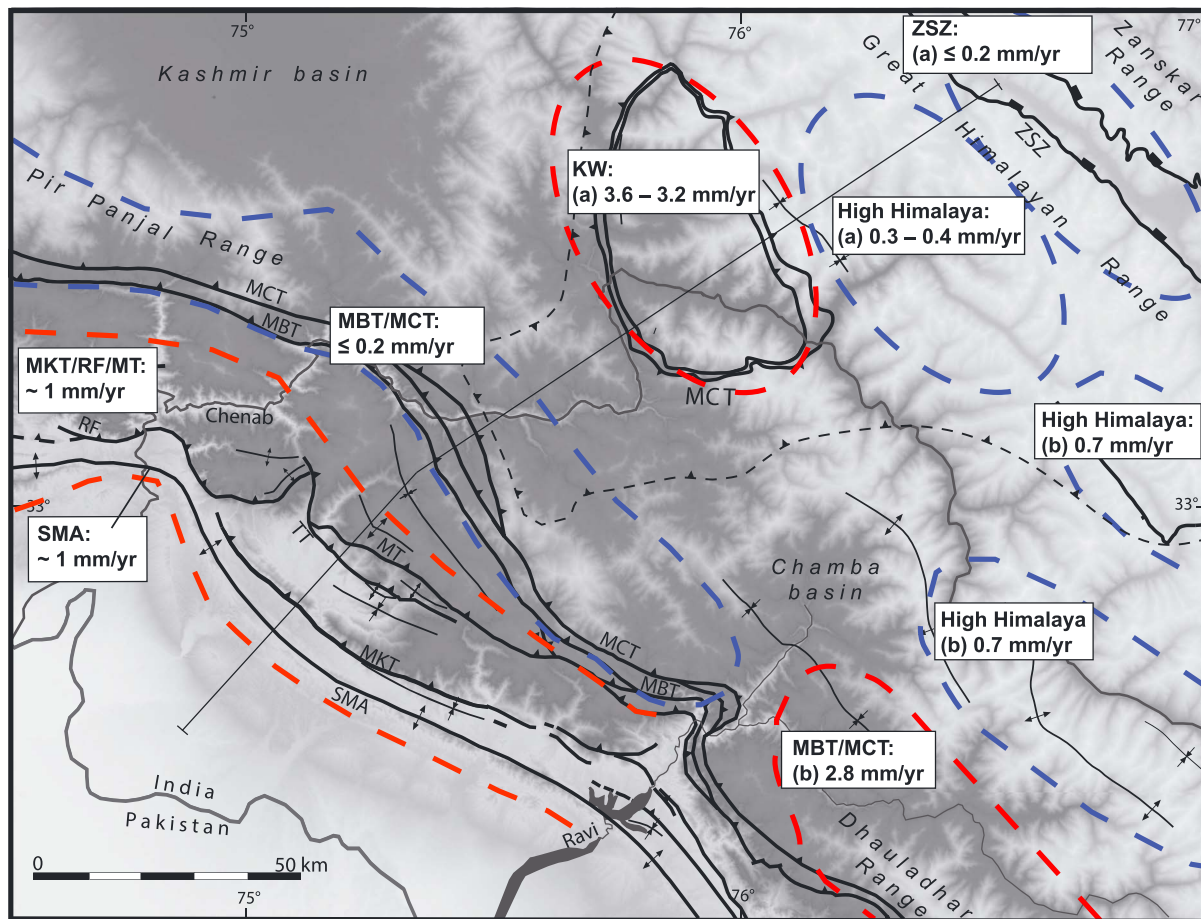 75°
76°
77°
Kashmir basin
Great
Himalayan
Range
Zanskar
Range
ZSZ:
(a) ≤ 0.2 mm/yr
ZSZ
KW:
(a) 3.6 – 3.2 mm/yr
High Himalaya:
(a) 0.3 – 0.4 mm/yr
Pir Panjal Range
MCT
MBT
MBT/MCT:
≤ 0.2 mm/yr
MKT/RF/MT:
~ 1 mm/yr
Chenab
MCT
RF
High Himalaya:
(b) 0.7 mm/yr
33°
33°
SMA:
~ 1 mm/yr
TT
MT
Chamba
basin
High Himalaya
(b) 0.7 mm/yr
MCT
MBT
MKT
SMA
MBT/MCT:
(b) 2.8 mm/yr
India
Pakistan
Ravi
Dhauladhar
Range
0
50 km
75°
76°